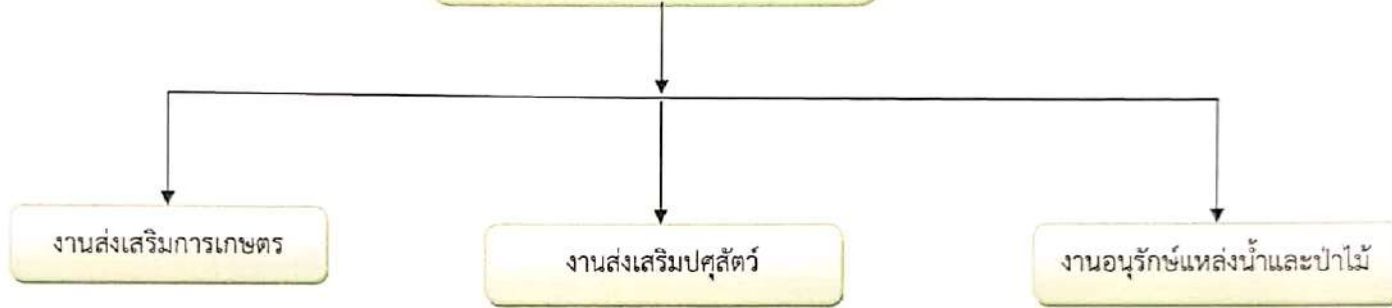 งานส่งเสริมการเกษตร
งานส่งเสริมปศุสัตว์
งานอนุรักษ์แหล่งน้ำและป่าไม้